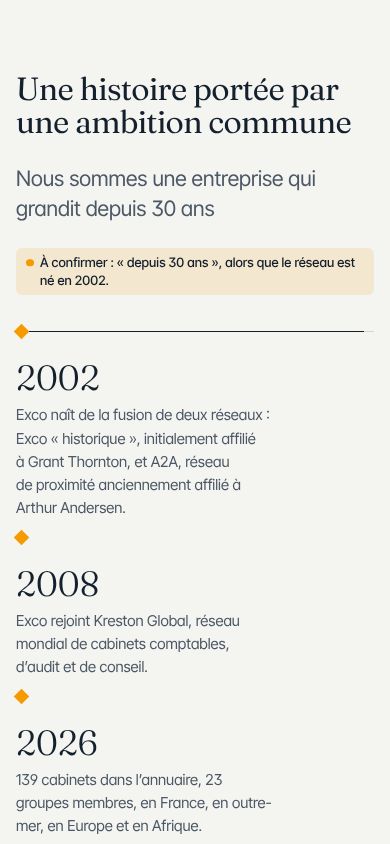 Une histoire portée par
une ambition commune
Nous sommes une entreprise qui
grandit depuis 30 ans
À confirmer : « depuis 30 ans », alors que le réseau est
né en 2002.
2002
Exco naît de la fusion de deux réseaux :
Exco « historique », initialement affilié
à Grant Thornton, et A2A, réseau
de proximité anciennement affilié à
Arthur Andersen.
2008
Exco rejoint Kreston Global, réseau
mondial de cabinets comptables,
d’audit et de conseil.
2026
139 cabinets dans l’annuaire, 23
groupes membres, en France, en outre-
mer, en Europe et en Afrique.